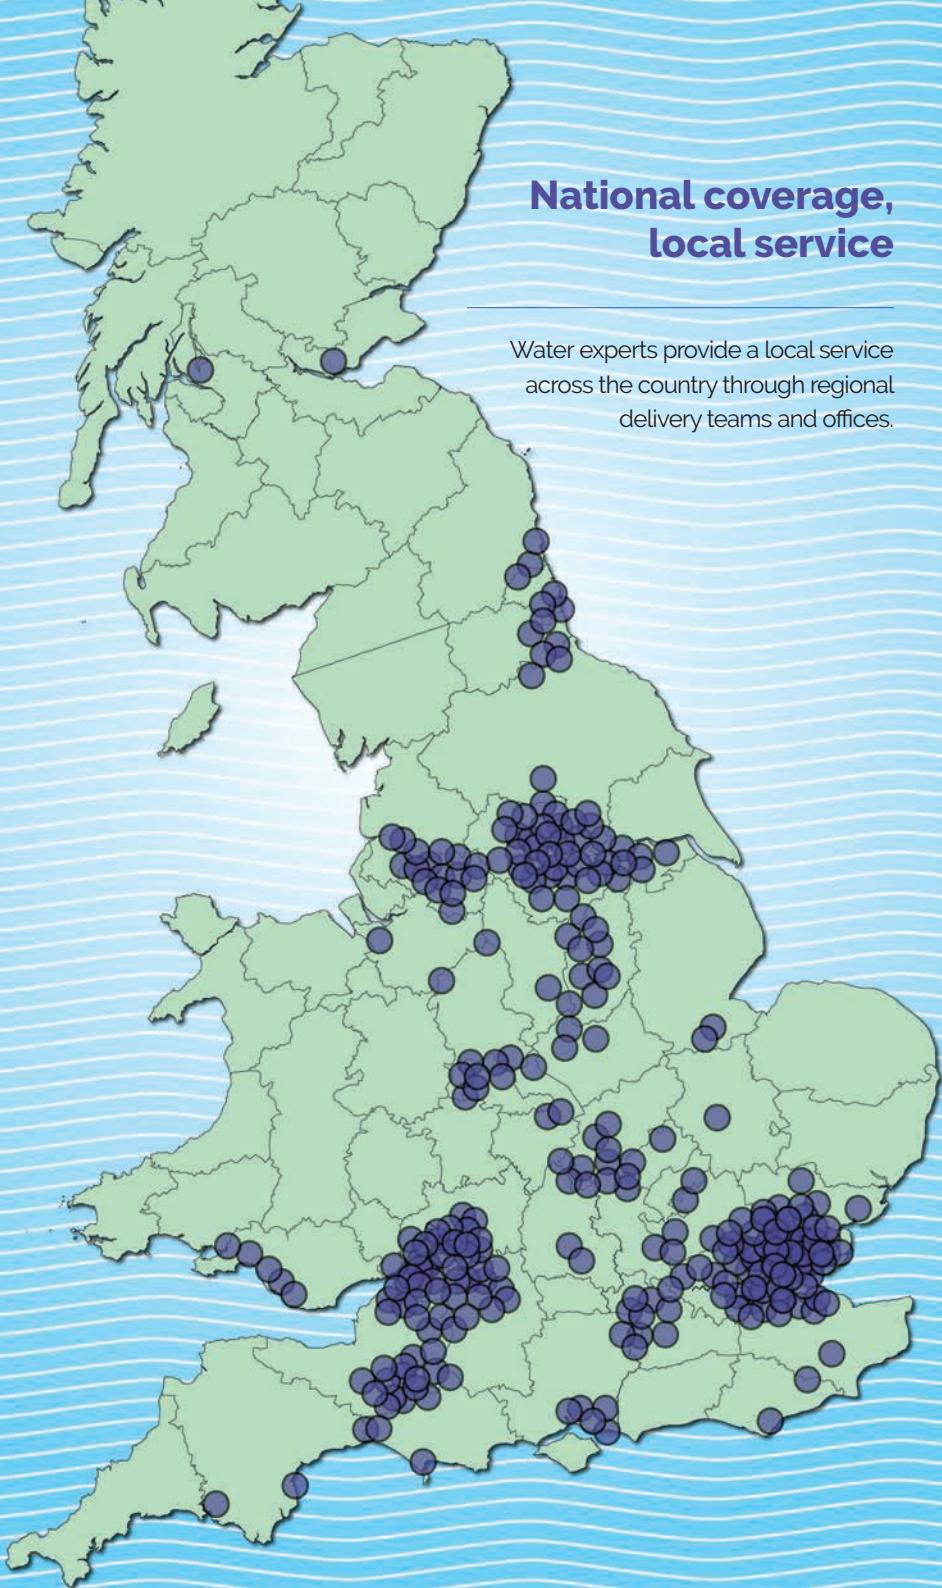 National coverage,
local service
Water experts provide a local service
across the country through regional
delivery teams and offices.